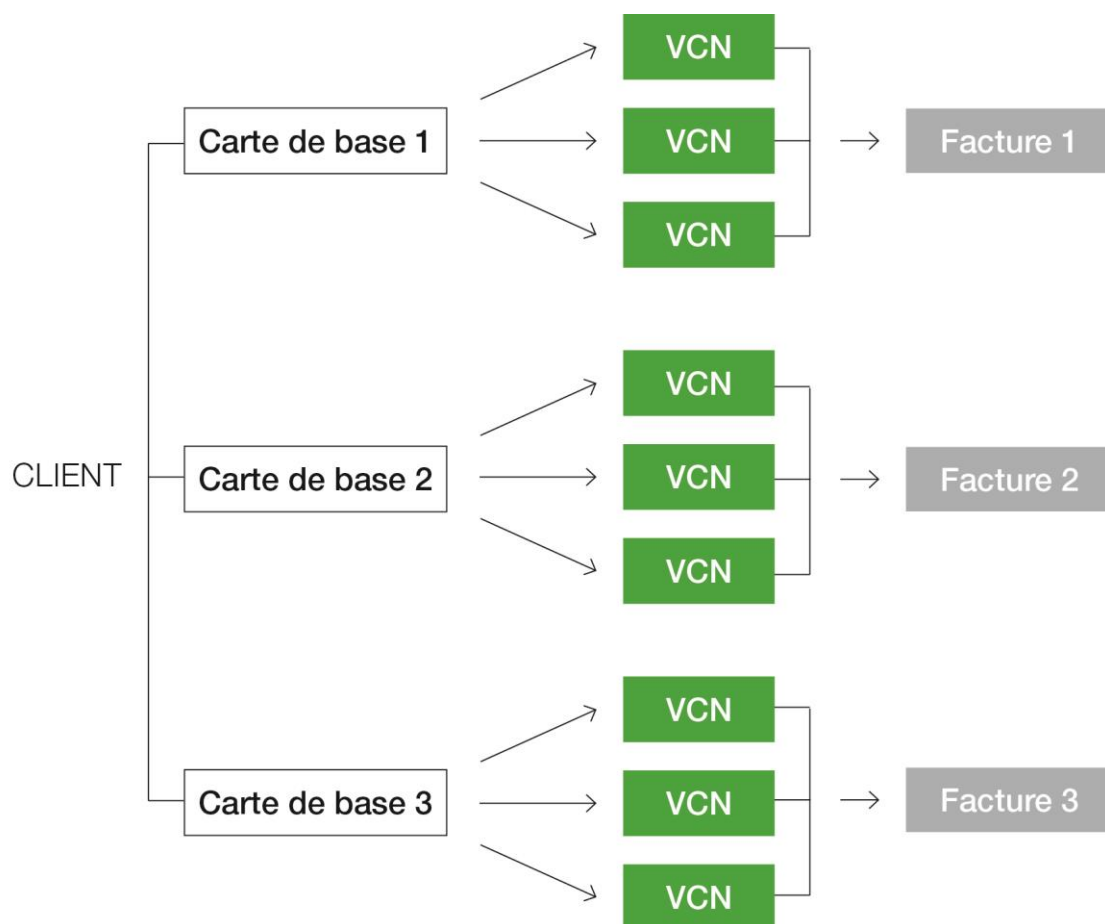 VCN
Carte de base 1
VCN
Facture 1
VCN
VCN
CLIENT
Carte de base 2
VCN
Facture 2
VCN
VCN
Carte de base 3
VCN
Facture 3
VCN